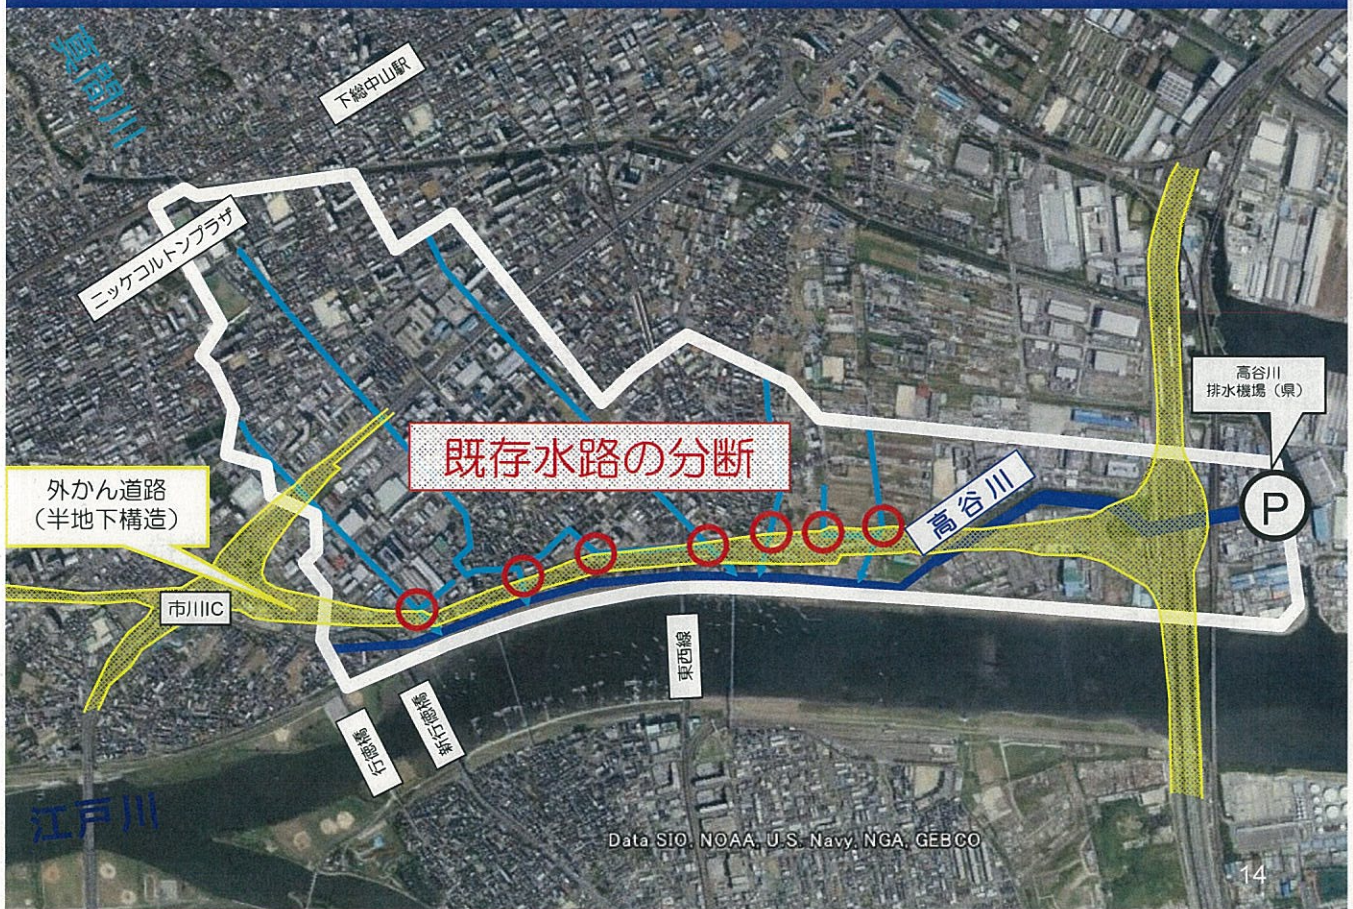 真間川
下総中山駅
ニッケコルトンプラザ
高谷川
排水機場（県）
P
既存水路の分断
高谷川
外かん道路
（半地下構造）
市川IC
東西線
新行徳橋
行徳橋
江戸川
Data SIO, NOAA, U.S. Navy, NGA, GEBCO
14